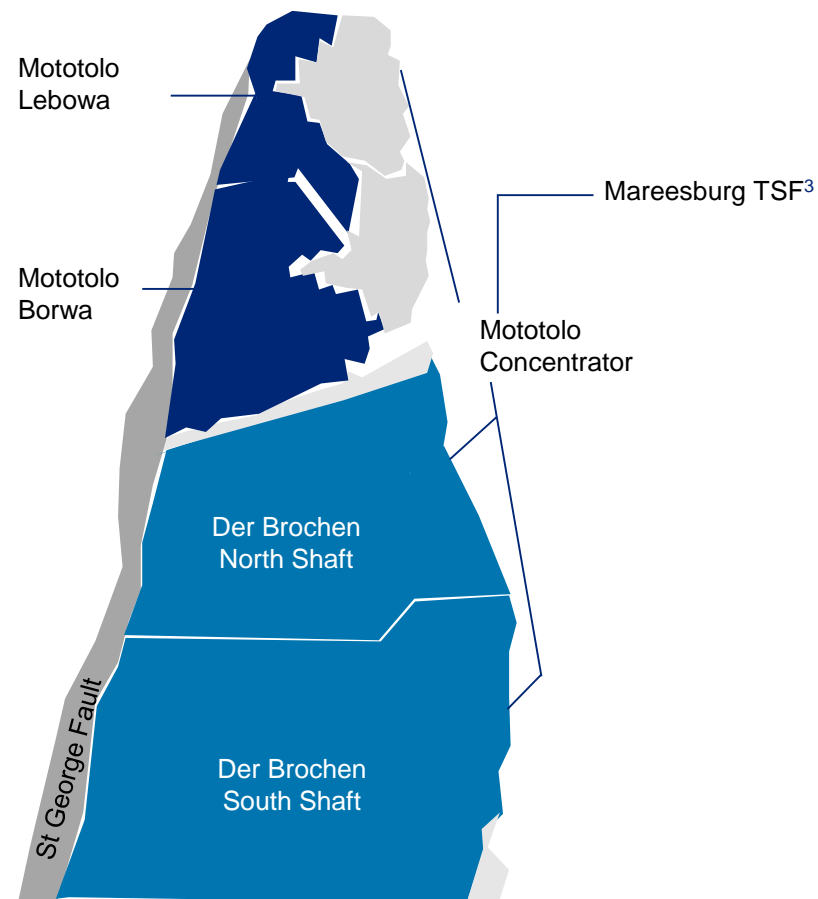 Mototolo
Lebowa
Mareesburg TSF3
Mototolo
Borwa
Mototolo
Concentrator
Der Brochen
North Shaft
St George Fault
Der Brochen
South Shaft